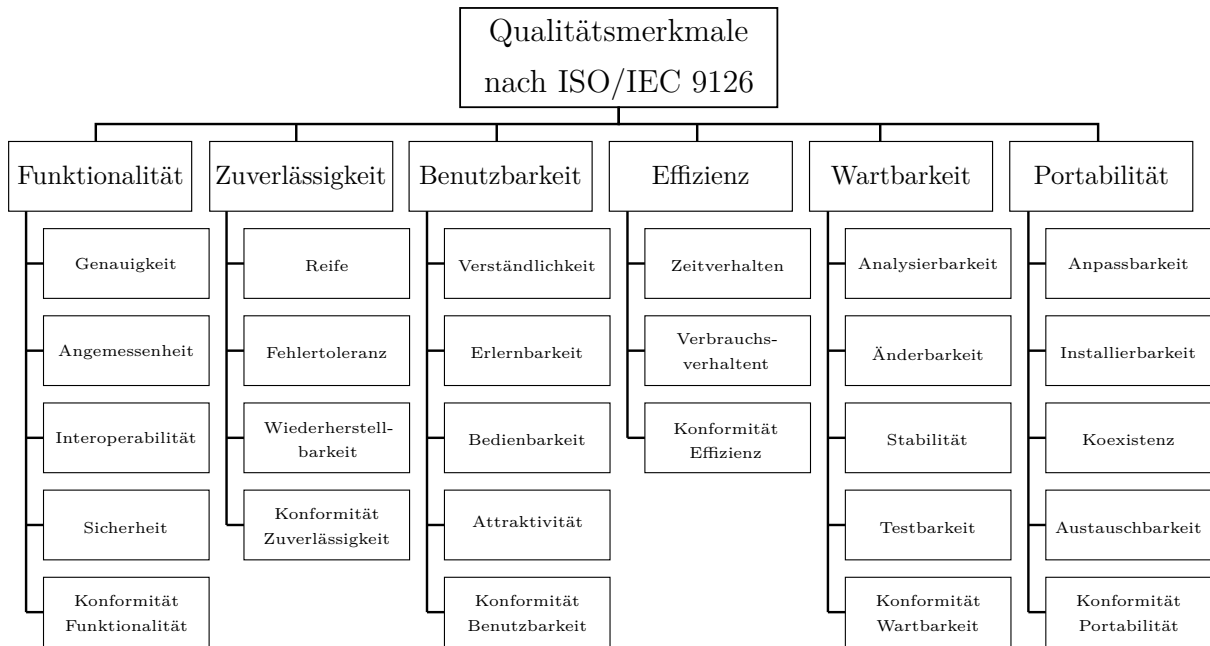 Qualitätsmerkmale
nach ISO/IEC 9126
Funktionalität
Zuverlässigkeit
Benutzbarkeit
Effizienz
Wartbarkeit
Portabilität
Genauigkeit
Angemessenheit
Interoperabilität
Sicherheit
Konformität
Funktionalität
Reife
Fehlertoleranz
Wiederherstell-
barkeit
Konformität
Zuverlässigkeit
Verständlichkeit
Erlernbarkeit
Bedienbarkeit
Attraktivität
Konformität
Benutzbarkeit
Zeitverhalten
Verbrauchs-
verhaltent
Konformität
Effizienz
Analysierbarkeit
Änderbarkeit
Stabilität
Testbarkeit
Konformität
Wartbarkeit
Anpassbarkeit
Installierbarkeit
Koexistenz
Austauschbarkeit
Konformität
Portabilität